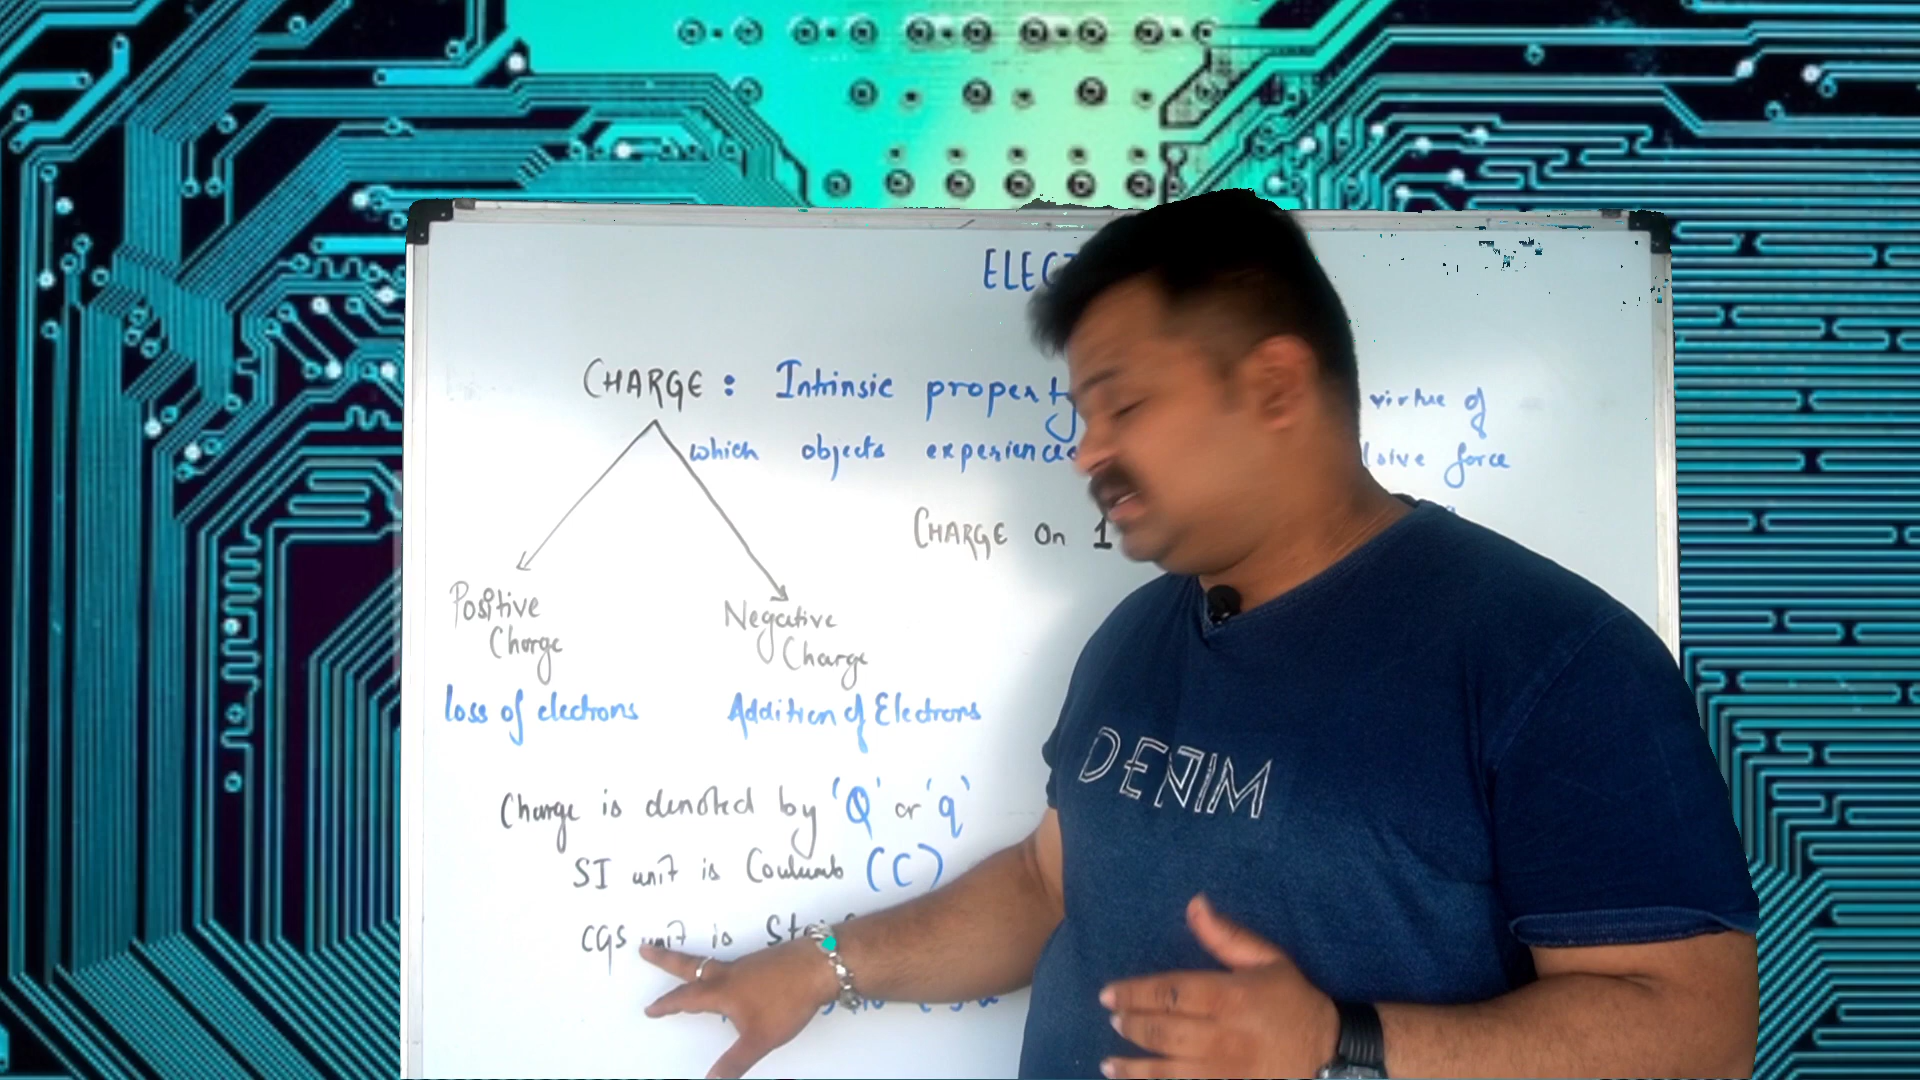 ELEC
CHARGE : Intrinsic property virtue of
which objects experience force
CHARGE On 1
Positive
Charge
Negative
Charge
loss of electrons
Addition of Electrons
Charge is denoted by 'Q' or 'q'
SI unit is Coulumb (C)
CGS unit is
DENIM